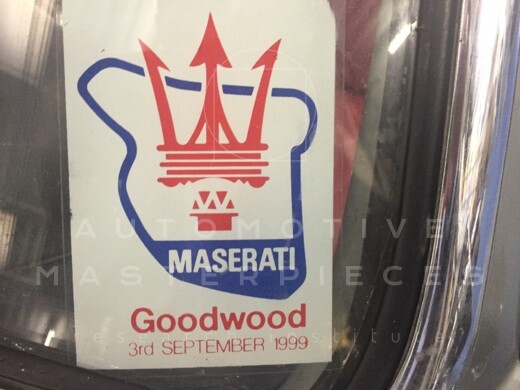 MASERATI
AUTOMOTIVE
MASTERPIECES
Goodwood
3rd SEPTEMBER 1999